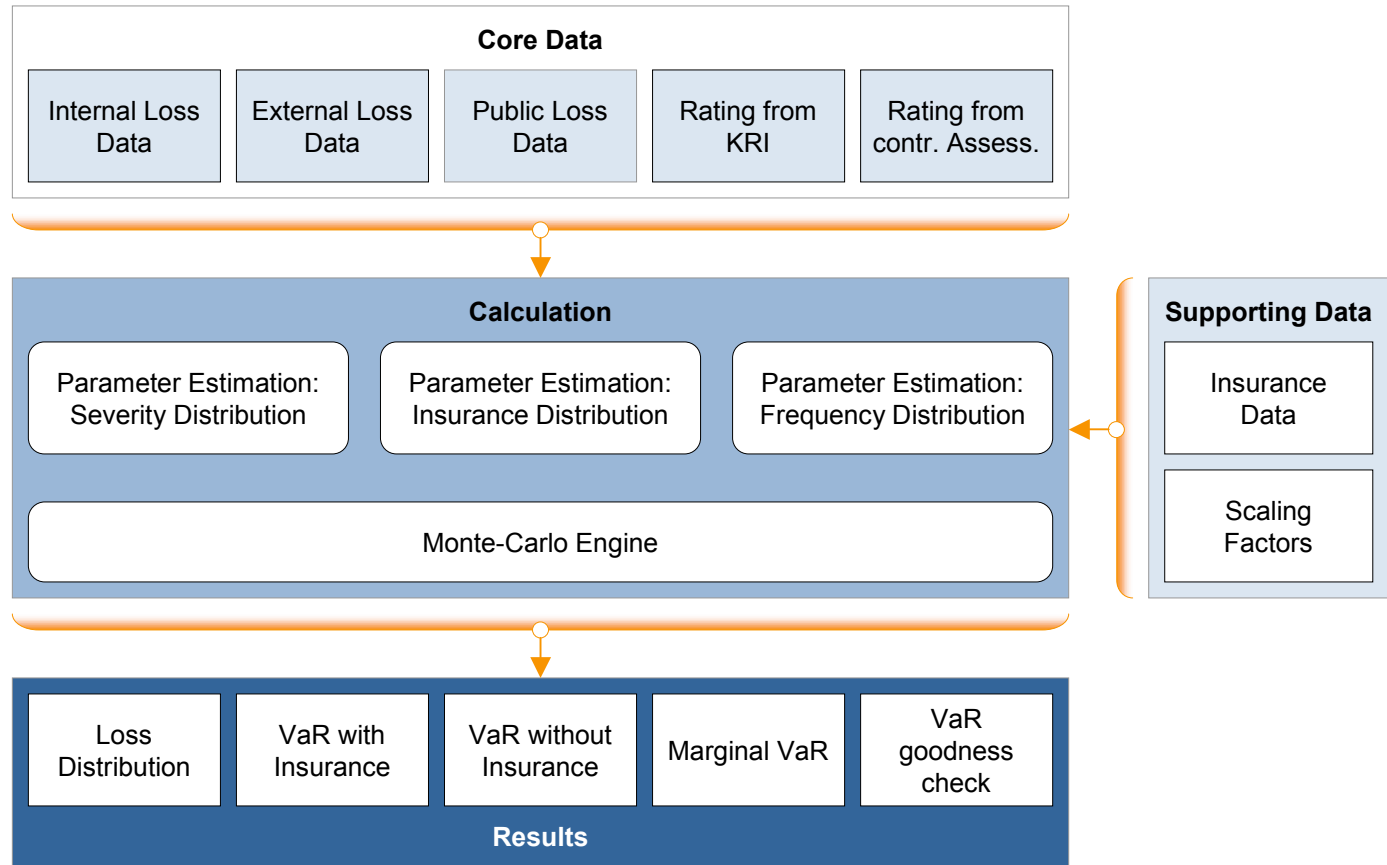 Core Data
Internal Loss
Data
External Loss
Data
Public Loss
Data
Rating from
KRI
Rating from
contr. Assess.
Calculation
Parameter Estimation:
Severity Distribution
Parameter Estimation:
Insurance Distribution
Parameter Estimation:
Frequency Distribution
Monte-Carlo Engine
Supporting Data
Insurance
Data
Scaling
Factors
Loss
Distribution
VaR with
Insurance
VaR without
Insurance
Marginal VaR
VaR
goodness
check
Results